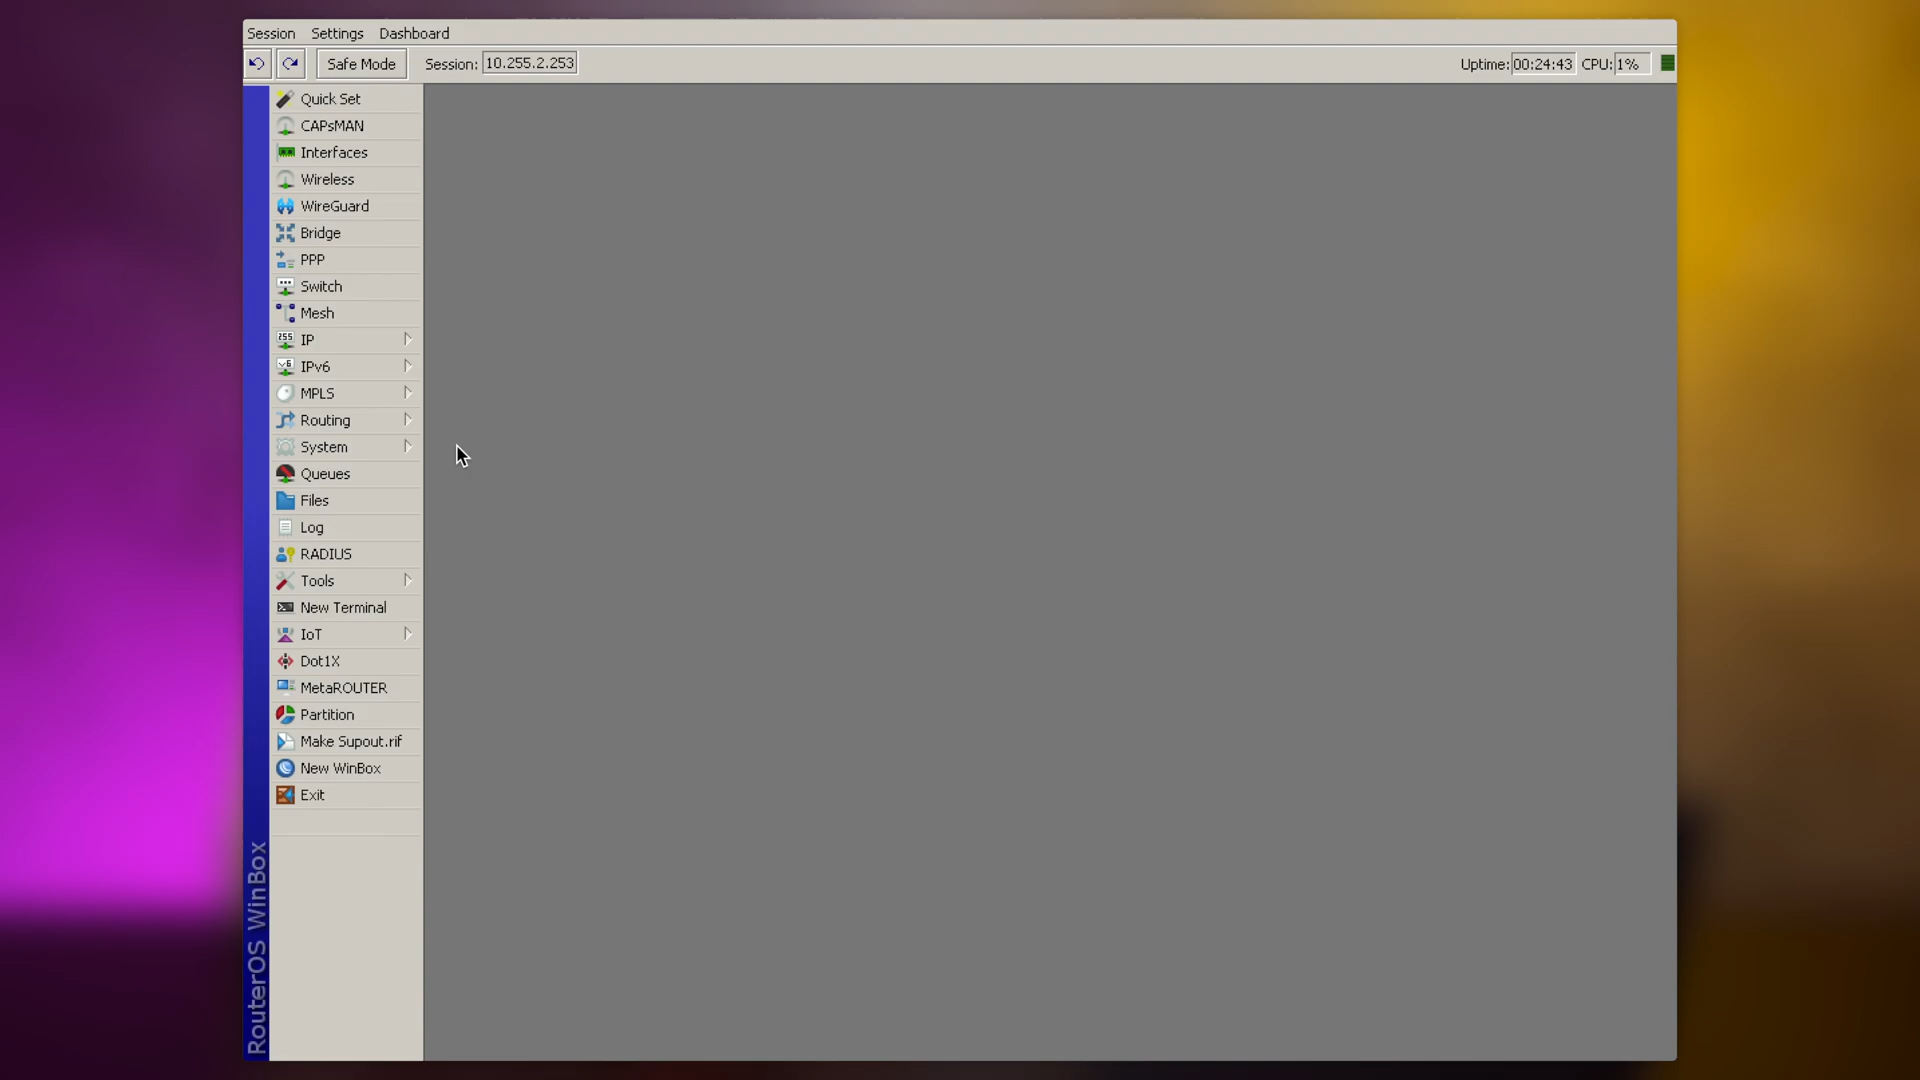 Session Settings Dashboard
Safe Mode Session: 10.255.2.253 Uptime: 00:24:43 CPU: 1%
Quick Set
CAPsMAN
Interfaces
Wireless
WireGuard
Bridge
PPP
Switch
Mesh
255 IP
v6 IPv6
MPLS
Routing
System
Queues
Files
Log
RADIUS
Tools
New Terminal
IoT
Dot1X
MetaROUTER
Partition
Make Supout.rif
New WinBox
Exit
RouterOS WinBox